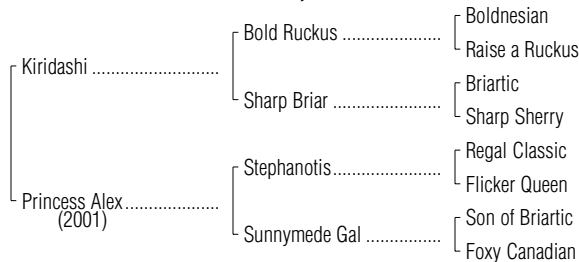 Boldnesian
Bold Ruckus ....................
Raise a Ruckus
Kiridashi ..........................
Briartic
Sharp Briar ......................
Sharp Sherry
Regal Classic
Stephanotis......................
Flicker Queen
Princess Alex...................
(2001)
Son of Briartic
Sunnymede Gal ...............
Foxy Canadian